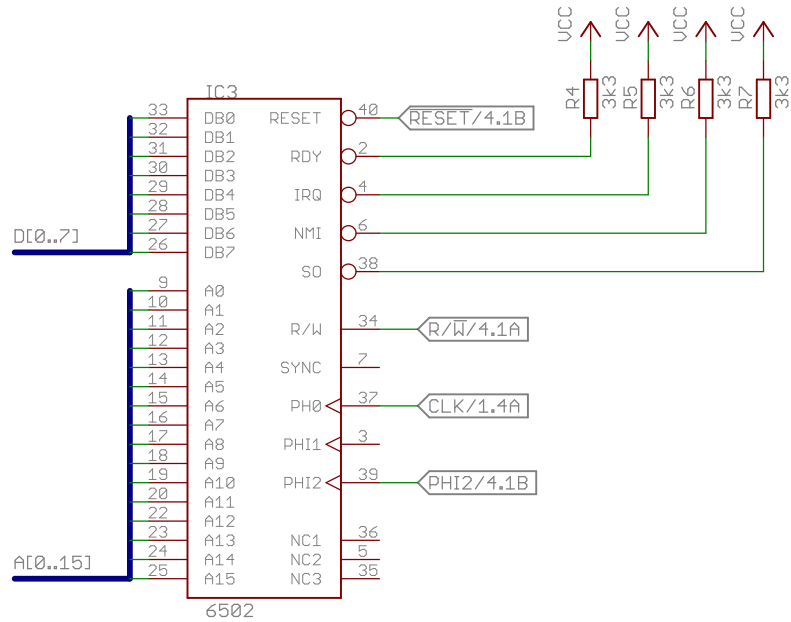 VCC VCC VCC VCC
R4 3k3 R5 3k3 R6 3k3 R7 3k3
IC3
33 DB0 RESET 40 RESET/4.1B
32 DB1
31 DB2 RDY 2
30 DB3
29 DB4 IRQ 4
28 DB5
27 DB6 NMI 6
D[0..7]
26 DB7
SO 38
9 A0
10 A1
11 A2 R/W 34 R/W/4.1A
12 A3
13 A4 SYNC 7
14 A5
15 A6 PH0 37 CLK/1.4A
16 A7
17 A8 PHI1 3
18 A9
19 A10 PHI2 39 PHI2/4.1B
20 A11
22 A12
23 A13 NC1 36
24 A14 NC2 5
A[0..15]
25 A15 NC3 35
6502